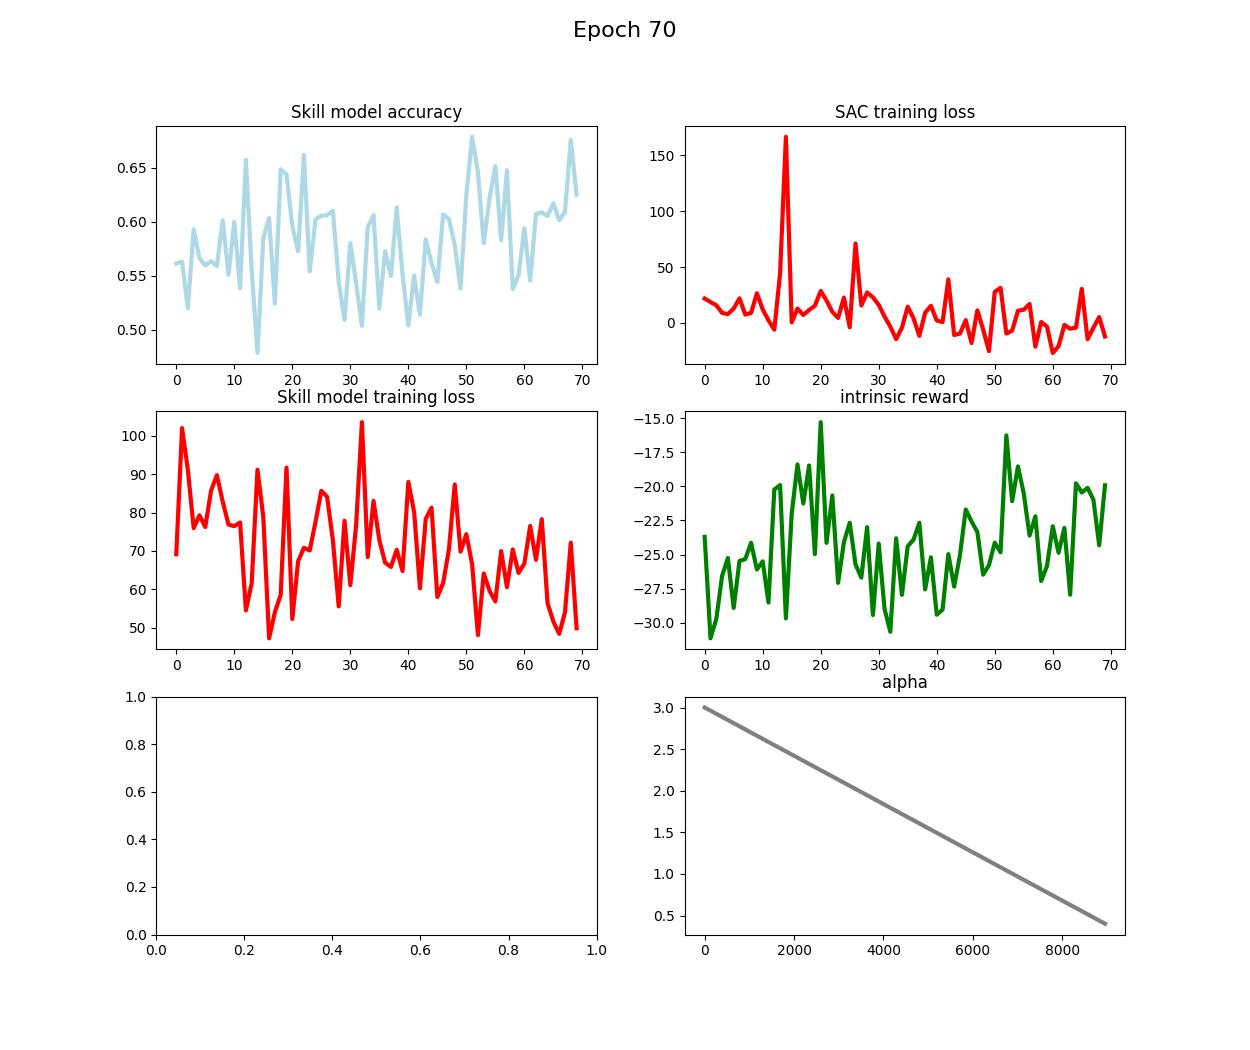 Epoch 70
Skill model accuracy
0.65
0.60
0.55
0.50
0 10 20 30 40 50 60 70
SAC training loss
150
100
50
0
0 10 20 30 40 50 60 70
Skill model training loss
100
90
80
70
60
50
0 10 20 30 40 50 60 70
intrinsic reward
−15.0
−17.5
−20.0
−22.5
−25.0
−27.5
−30.0
0 10 20 30 40 50 60 70
1.0
0.8
0.6
0.4
0.2
0.0
0.0 0.2 0.4 0.6 0.8 1.0
alpha
3.0
2.5
2.0
1.5
1.0
0.5
0 2000 4000 6000 8000